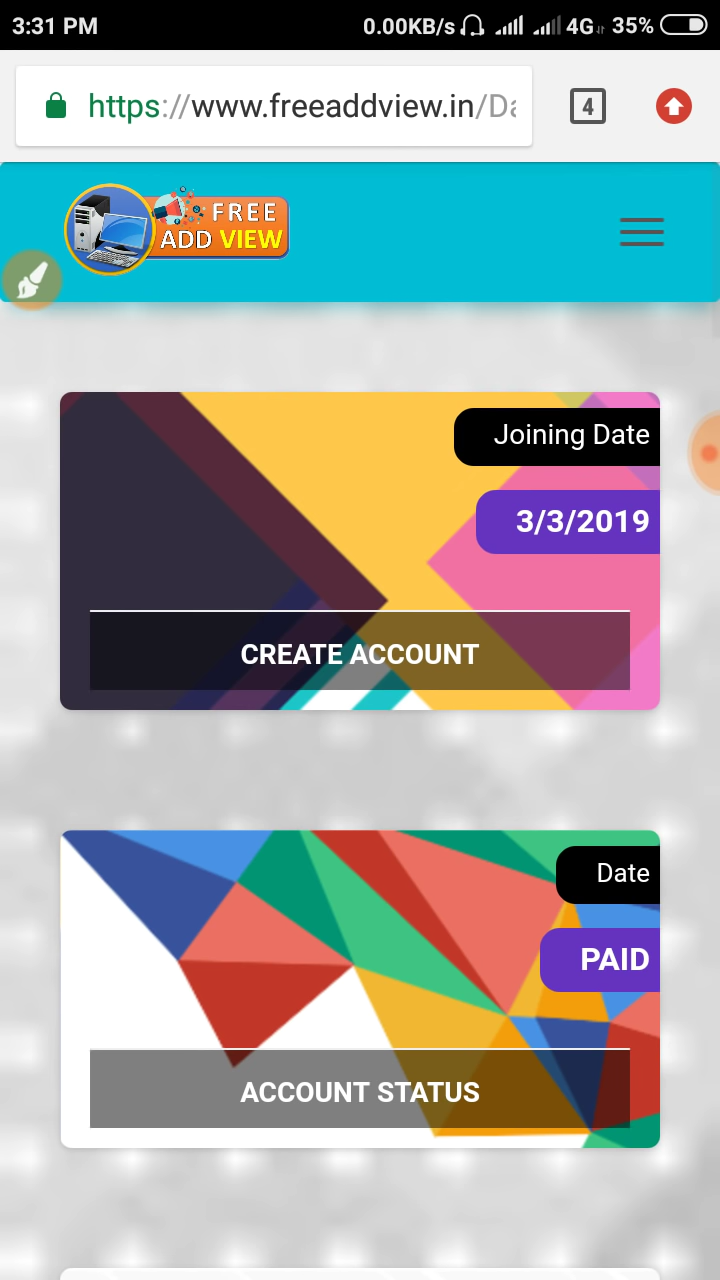 3:31 PM 0.00KB/s 4G 35%
https://www.freeaddview.in/Da 4
FREE
ADD VIEW
Joining Date
3/3/2019
CREATE ACCOUNT
Date
PAID
ACCOUNT STATUS